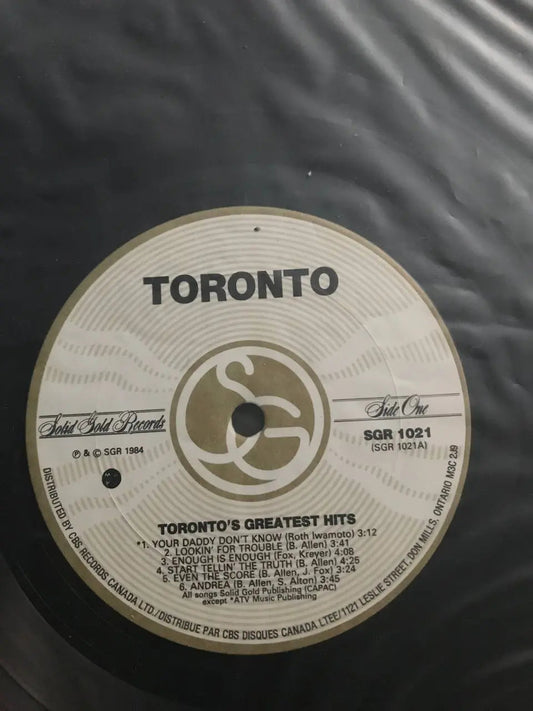 TORONTO
SG
Solid Gold Records
℗ & © SGR 1984
Side One
SGR 1021
(SGR 1021A)
TORONTO'S GREATEST HITS
*1. YOUR DADDY DON'T KNOW (Roth Iwamoto) 3:12
2. LOOKIN' FOR TROUBLE (B. Allen) 3:41
3. ENOUGH IS ENOUGH (Fox, Kreyer) 4:08
4. START TELLIN' THE TRUTH (B. Allen) 4:25
5. EVEN THE SCORE (B. Allen, J. Fox) 3:24
6. ANDREA (B. Allen, S. Alton) 3:45
All songs Solid Gold Publishing (CAPAC)
except *ATV Music Publishing
DISTRIBUTED BY CBS RECORDS CANADA LTD./DISTRIBUE PAR CBS DISQUES CANADA LTEE/1121 LESLIE STREET, DON MILLS, ONTARIO M3C 2J9